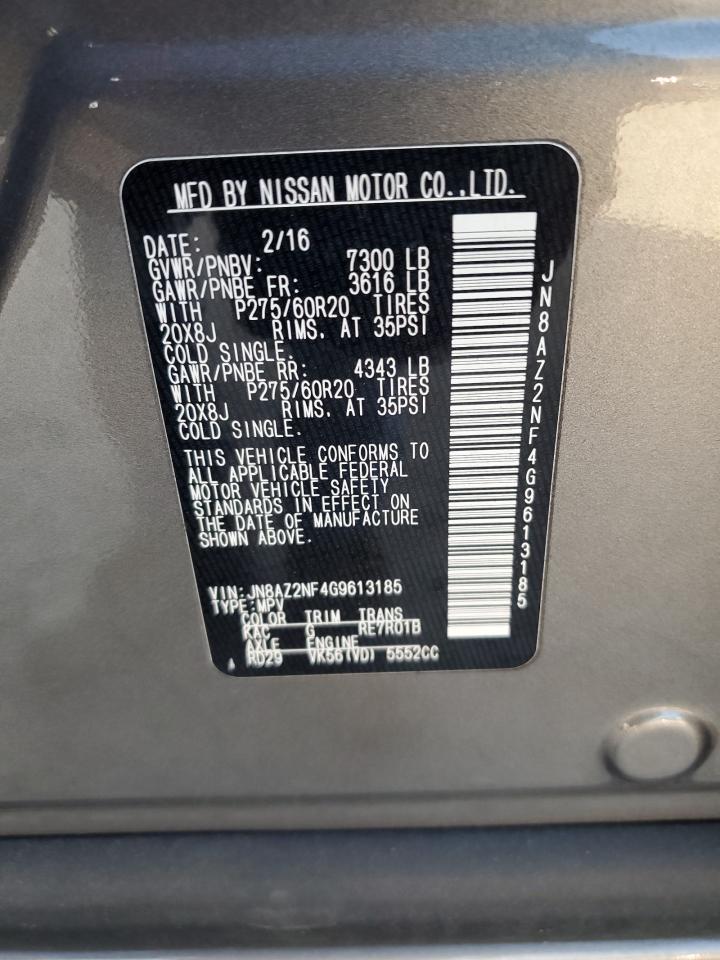 MFD BY NISSAN MOTOR CO.,LTD.
DATE: 2/16
GVWR/PNBV: 7300 LB
GAWR/PNBE FR: 3616 LB
WITH P275/60R20 TIRES
20X8J RIMS, AT 35PSI
COLD SINGLE.
GAWR/PNBE RR: 4343 LB
WITH P275/60R20 TIRES
20X8J RIMS, AT 35PSI
COLD SINGLE.
THIS VEHICLE CONFORMS TO
ALL APPLICABLE FEDERAL
MOTOR VEHICLE SAFETY
STANDARDS IN EFFECT ON
THE DATE OF MANUFACTURE
SHOWN ABOVE.
VIN:JN8AZ2NF4G9613185
TYPE:MPV
COLOR TRIM TRANS
KAC G RE7R01B
AXLE ENGINE
RD29 VK56(VD) 5552CC
JN8AZ2NF4G9613185